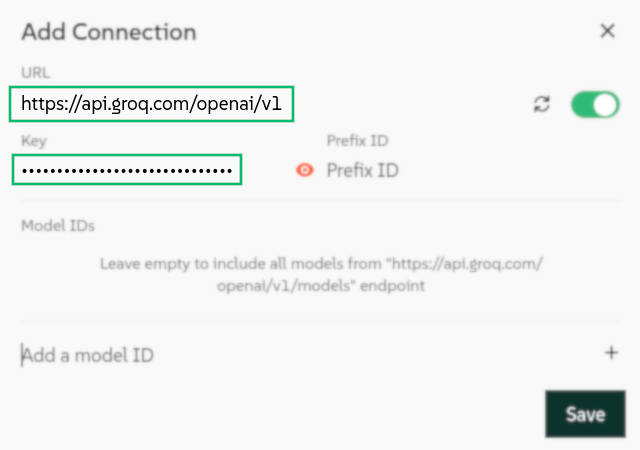 Add Connection
URL
https://api.groq.com/openai/v1
Key
Prefix ID
••••••••••••••••••••••••••••••
Prefix ID
Model IDs
Leave empty to include all models from "https://api.groq.com/
openai/v1/models" endpoint
Add a model ID
Save